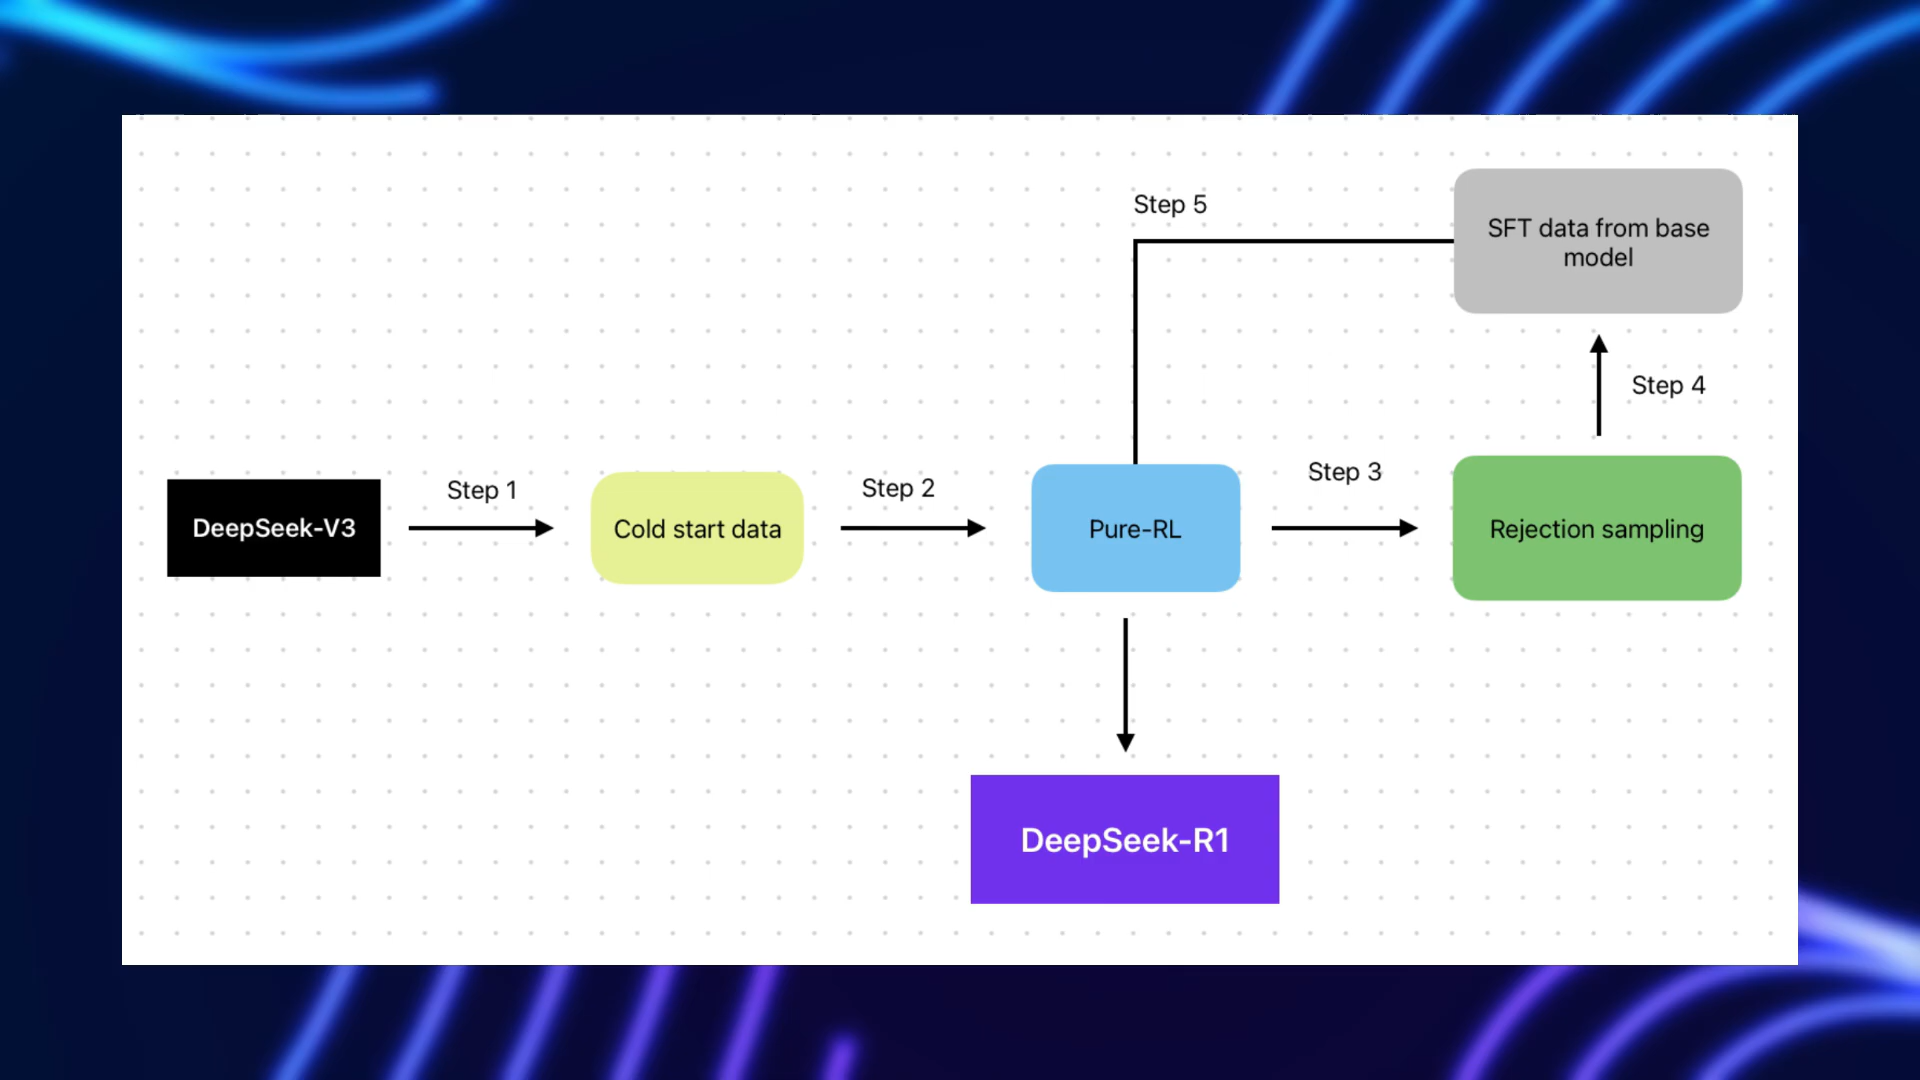 Step 5
SFT data from base
model
Step 4
Step 3
Step 1
Step 2
DeepSeek-V3
Cold start data
Pure-RL
Rejection sampling
DeepSeek-R1